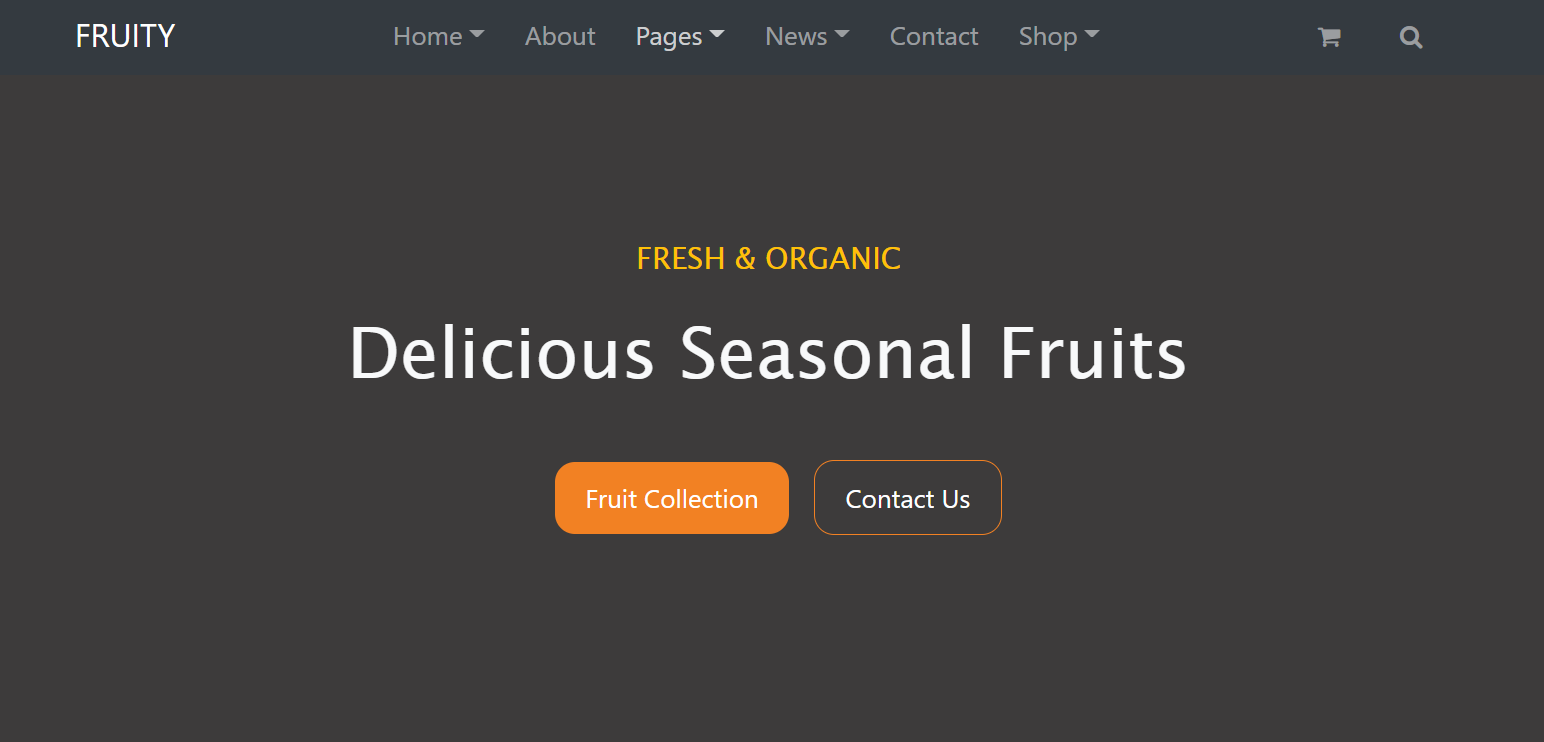 FRUITY Home About Pages News Contact Shop
FRESH & ORGANIC
Delicious Seasonal Fruits
Fruit Collection Contact Us